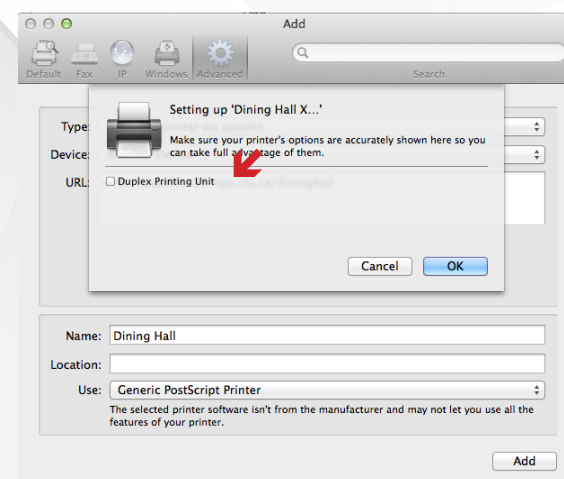 Add
Default Fax IP Windows Advanced Search
Setting up 'Dining Hall X...'
Make sure your printer's options are accurately shown here so you
can take full advantage of them.
Type
Device:
URL:
Duplex Printing Unit
Cancel OK
Name: Dining Hall
Location:
Use: Generic PostScript Printer
The selected printer software isn't from the manufacturer and may not let you use all the
features of your printer.
Add